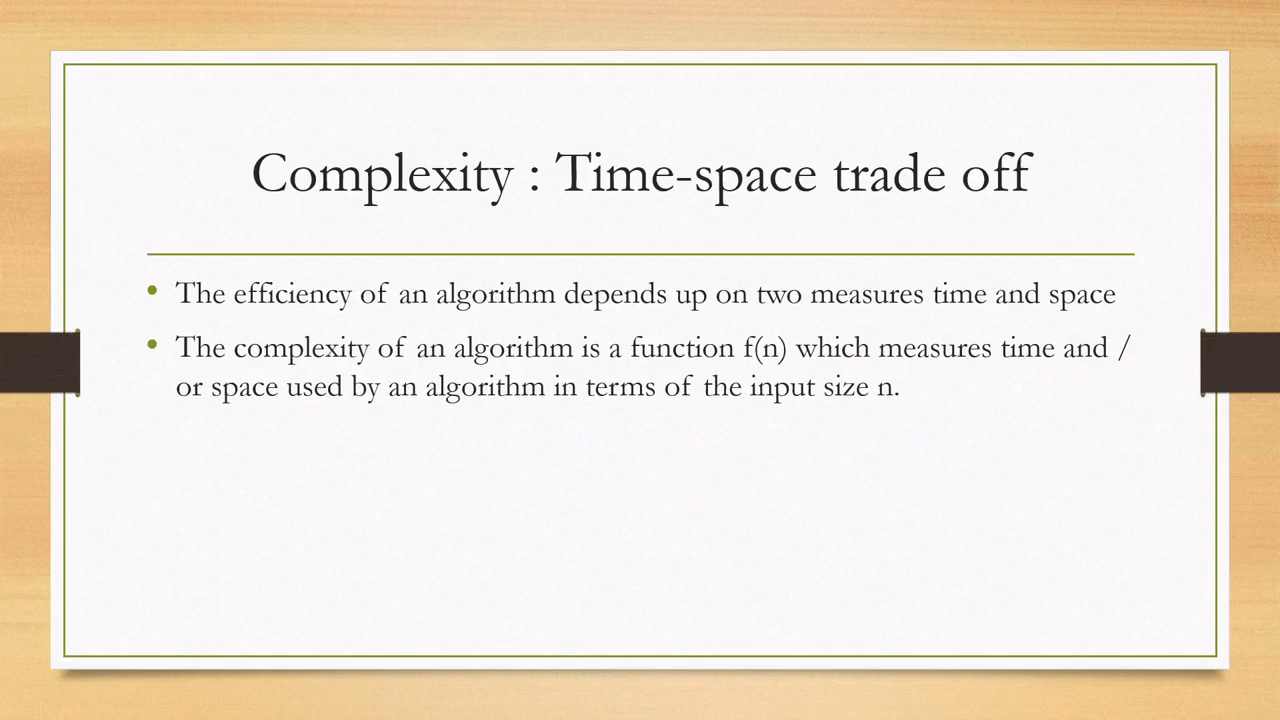 Complexity : Time-space trade off
• The efficiency of an algorithm depends up on two measures time and space
• The complexity of an algorithm is a function f(n) which measures time and /
or space used by an algorithm in terms of the input size n.